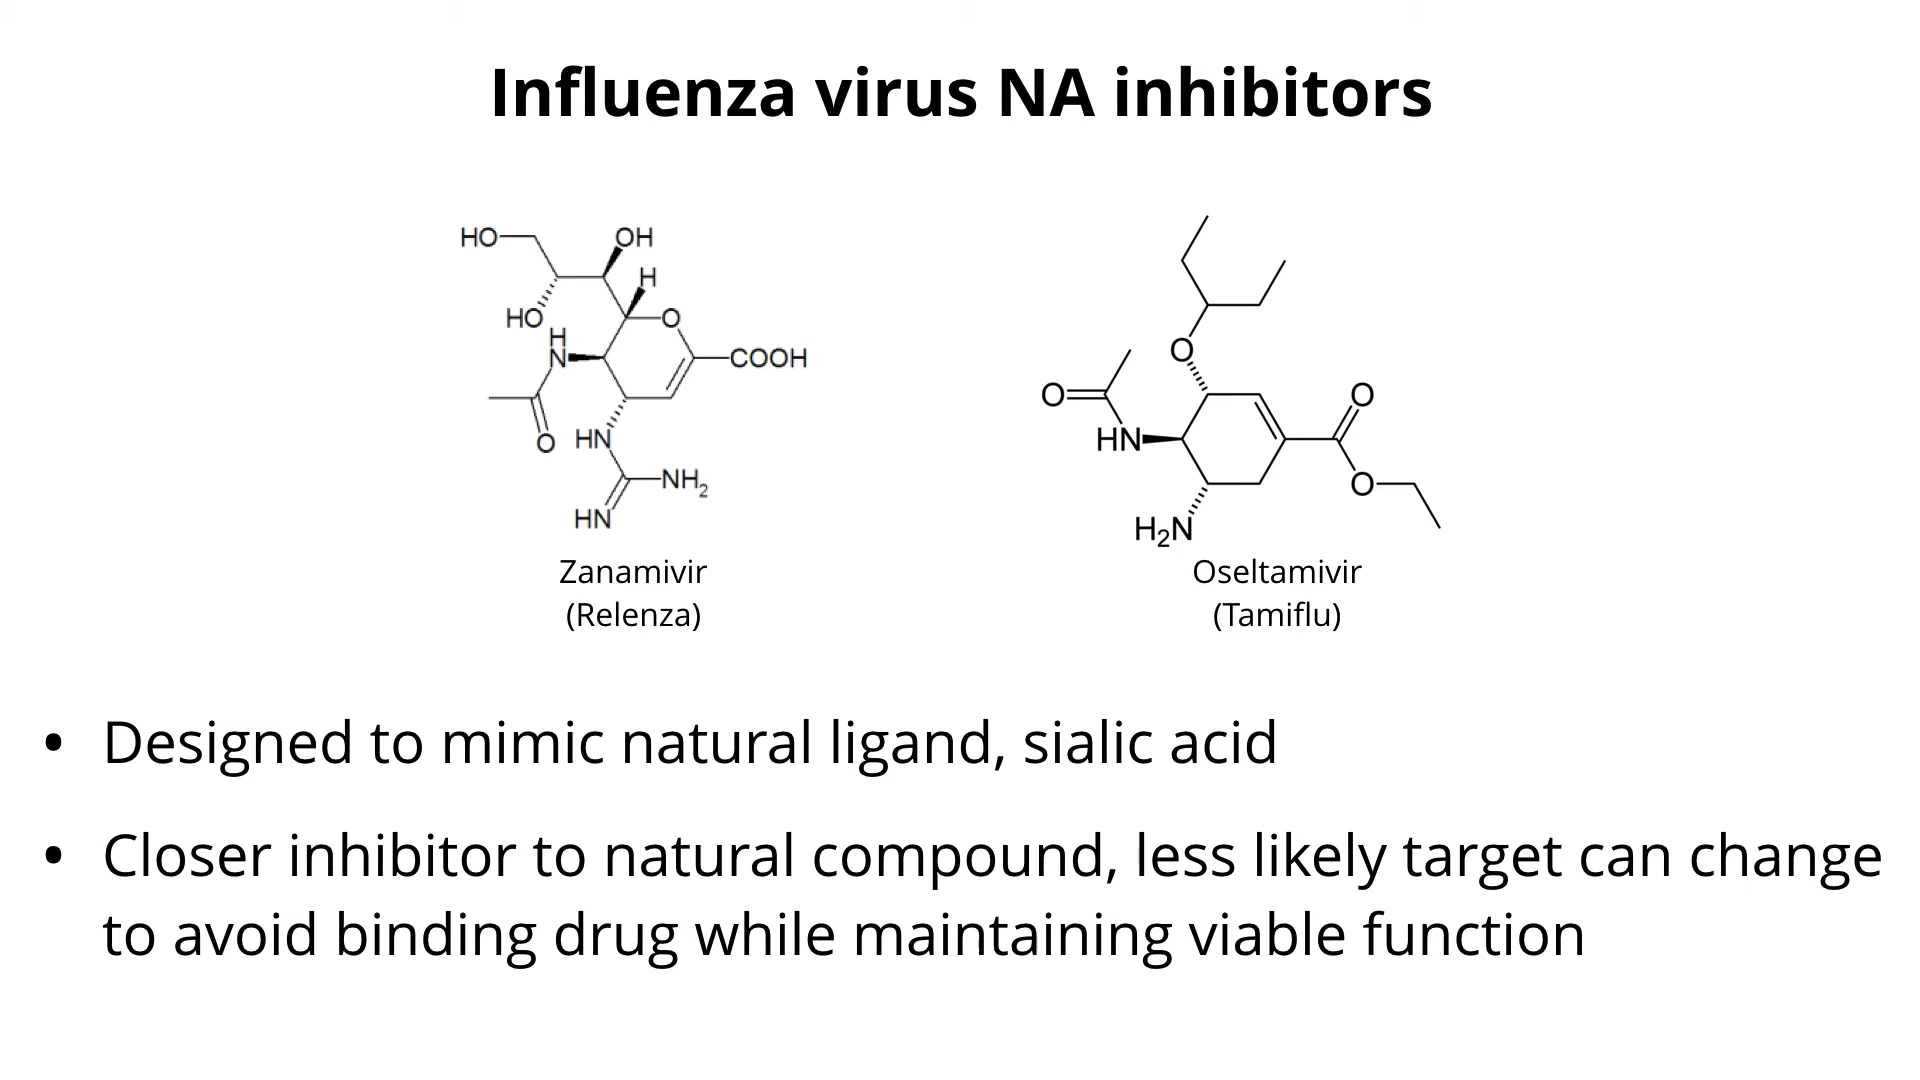 Influenza virus NA inhibitors
HO
OH
H
HO
O
H
N
COOH
O
HN
NH2
HN
Zanamivir
(Relenza)
O
O
O
HN
O
H2N
Oseltamivir
(Tamiflu)
• Designed to mimic natural ligand, sialic acid
• Closer inhibitor to natural compound, less likely target can change
to avoid binding drug while maintaining viable function